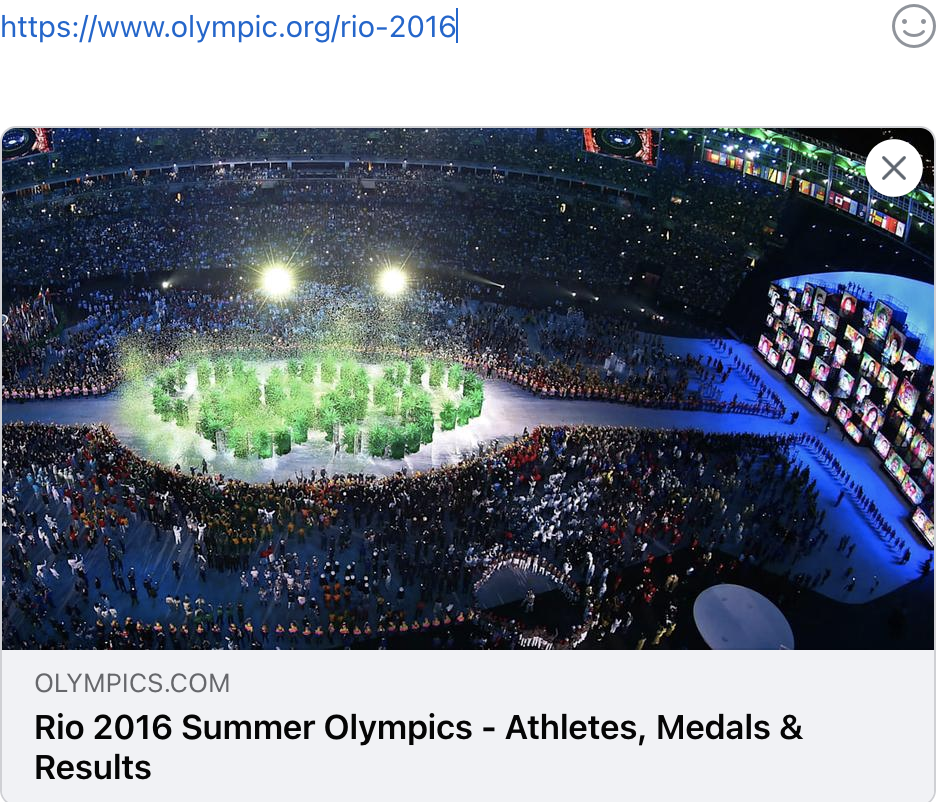 https://www.olympic.org/rio-2016
OLYMPICS.COM
Rio 2016 Summer Olympics - Athletes, Medals &
Results